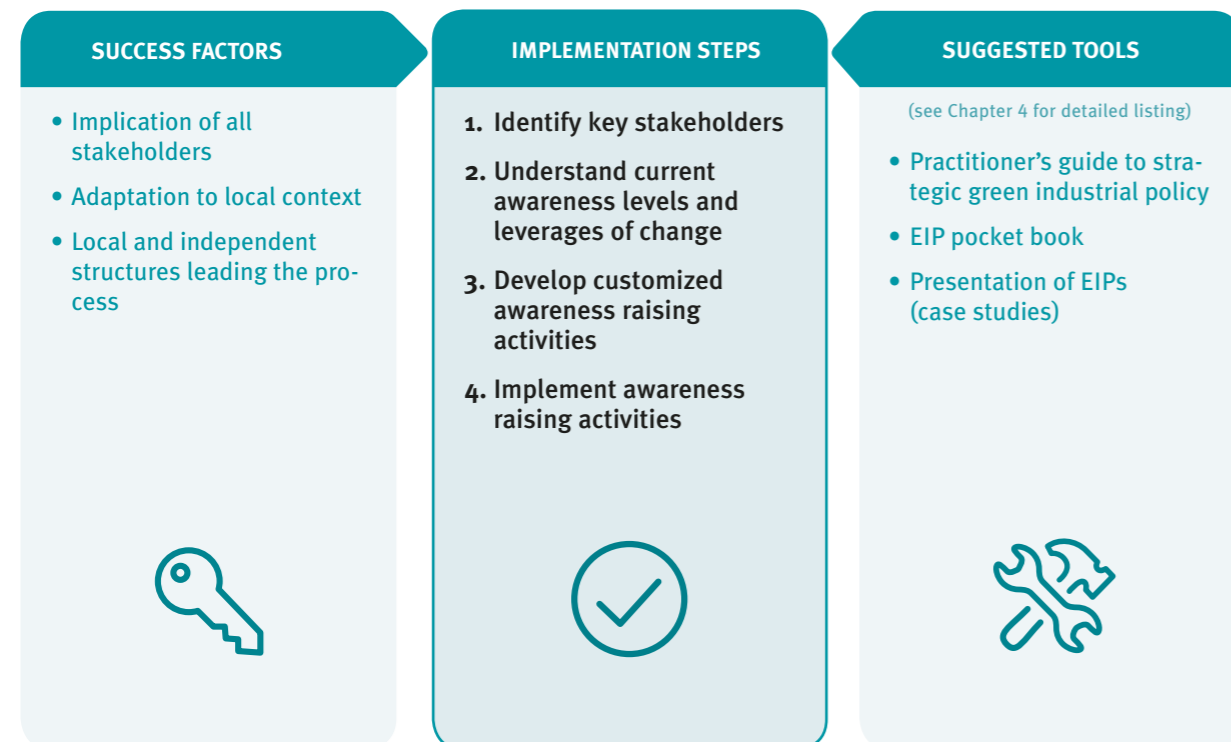 SUCCESS FACTORS
• Implication of all
stakeholders
• Adaptation to local context
• Local and independent
structures leading the pro-
cess
IMPLEMENTATION STEPS
1. Identify key stakeholders
2. Understand current
awareness levels and
leverages of change
3. Develop customized
awareness raising
activities
4. Implement awareness
raising activities
SUGGESTED TOOLS
(see Chapter 4 for detailed listing)
• Practitioner's guide to stra-
tegic green industrial policy
• EIP pocket book
• Presentation of EIPs
(case studies)